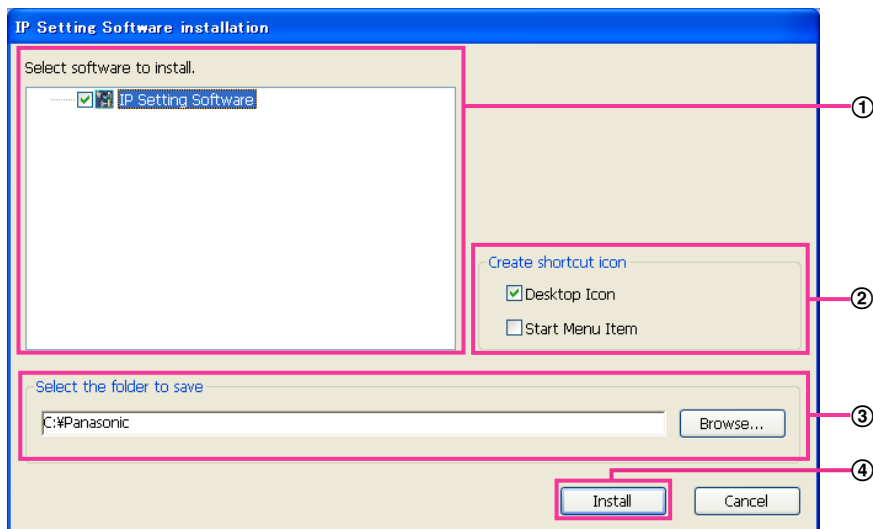 IP Setting Software installation
Select software to install.
IP Setting Software
①
Create shortcut icon
Desktop Icon
Start Menu Item
②
Select the folder to save
C:¥Panasonic
Browse...
③
④
Install
Cancel